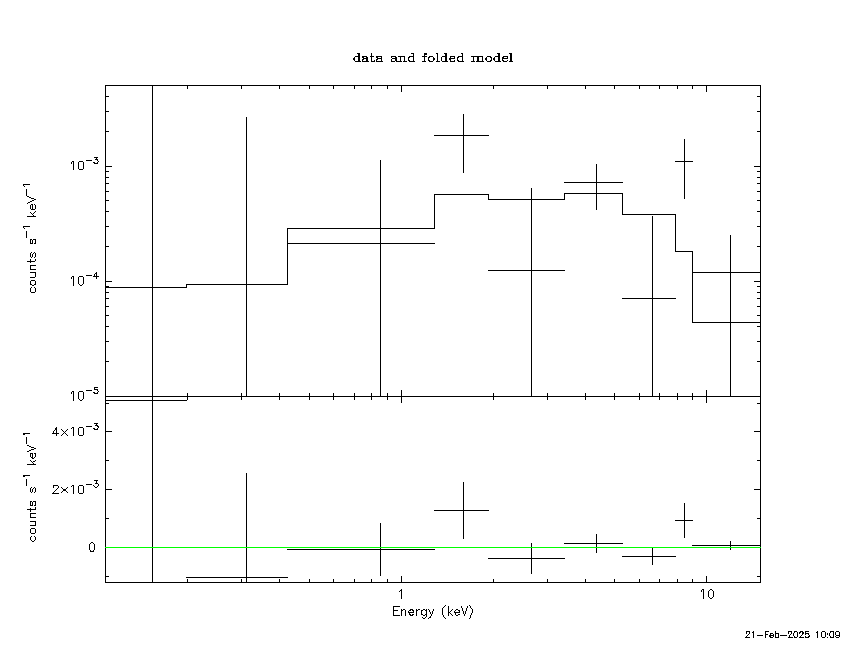 data and folded model
counts s⁻¹ keV⁻¹
10⁻³
10⁻⁴
10⁻⁵
counts s⁻¹ keV⁻¹
4×10⁻³
2×10⁻³
0
1 10
Energy (keV)
21-Feb-2025 10:09